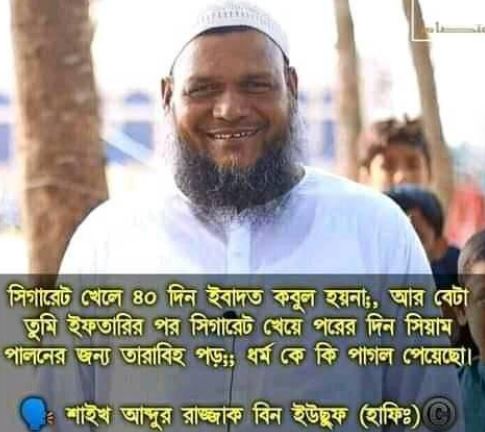 সিগারেট খেলে ৪০ দিন ইবাদত কবুল হয়না;, আর বেটা
তুমি ইফতারির পর সিগারেট খেয়ে পরের দিন সিয়াম
পালনের জন্য তারাবিহ পড়;; ধর্ম কে কি পাগল পেয়েছো।
শাইখ আব্দুর রাজ্জাক বিন ইউছুফ (হাফিঃ)©